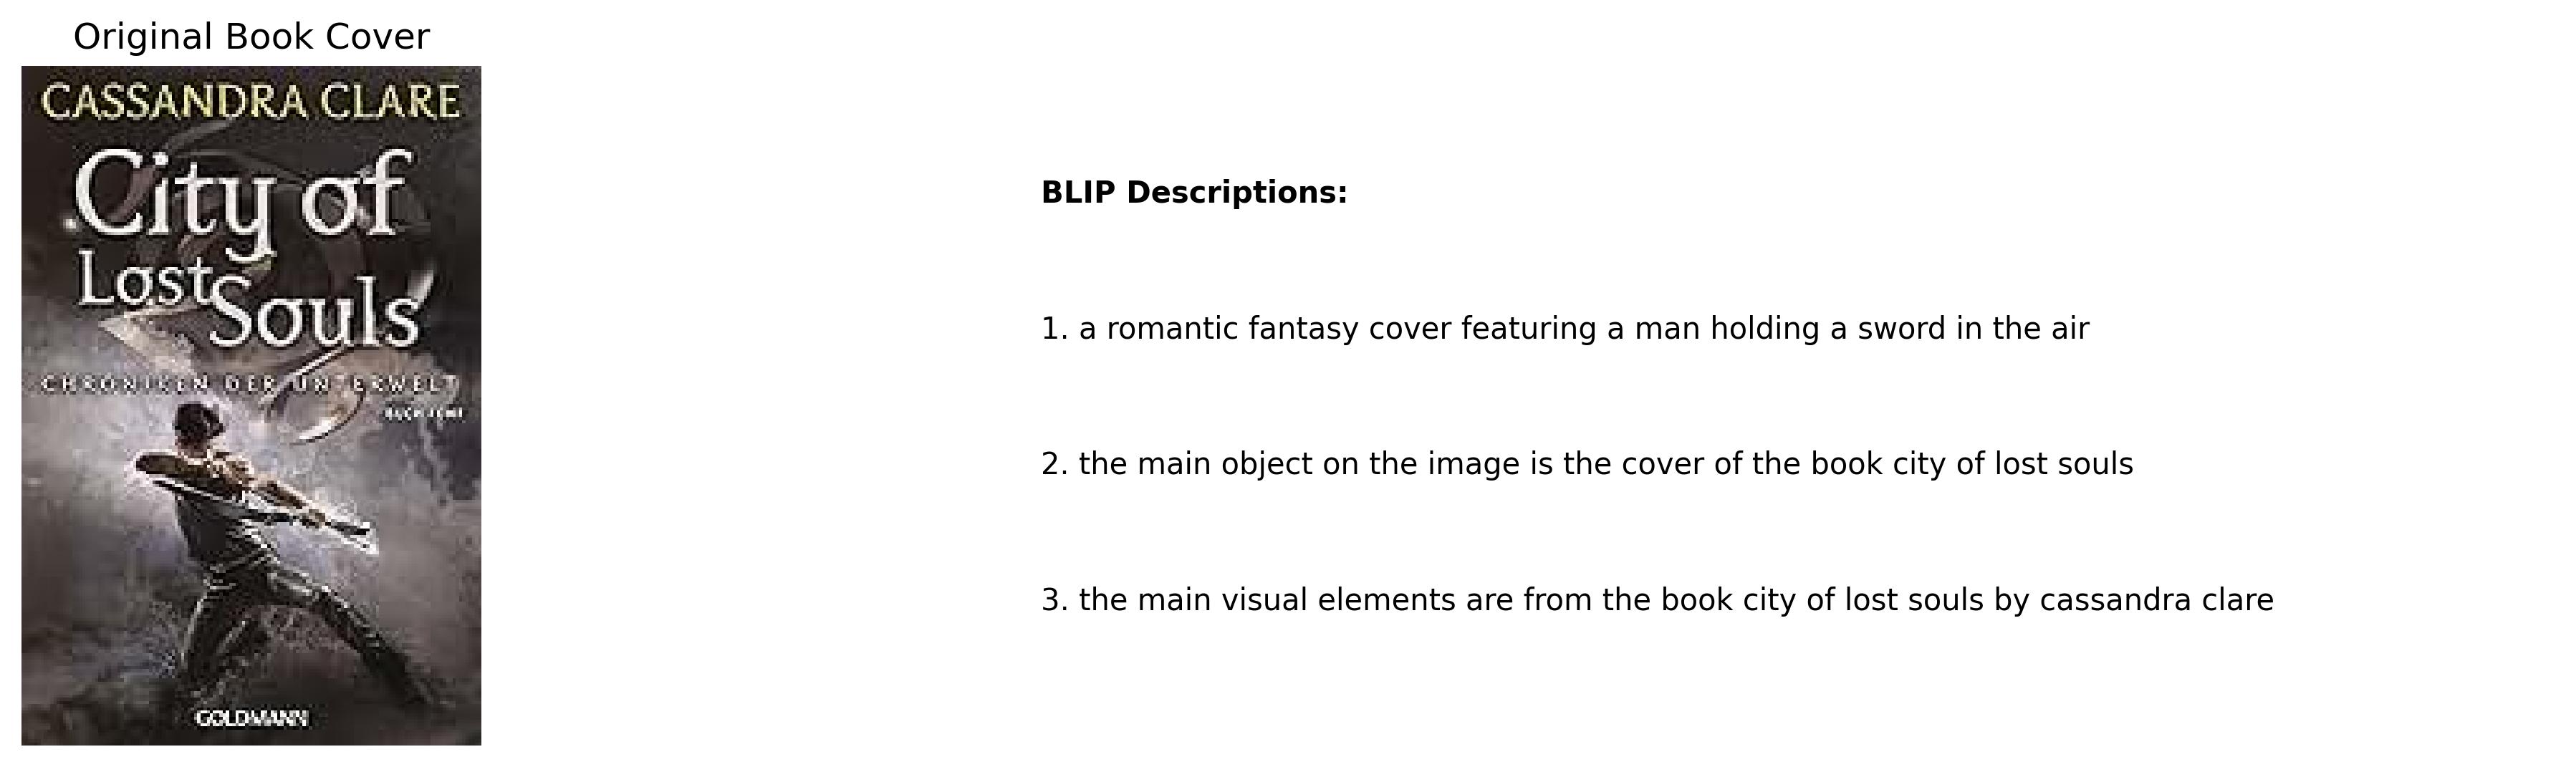 Original Book Cover
CASSANDRA CLARE
City of
Lost
Souls
CHRONIKEN DER UNTERWELT
GOLDMANN
BLIP Descriptions:
1. a romantic fantasy cover featuring a man holding a sword in the air
2. the main object on the image is the cover of the book city of lost souls
3. the main visual elements are from the book city of lost souls by cassandra clare